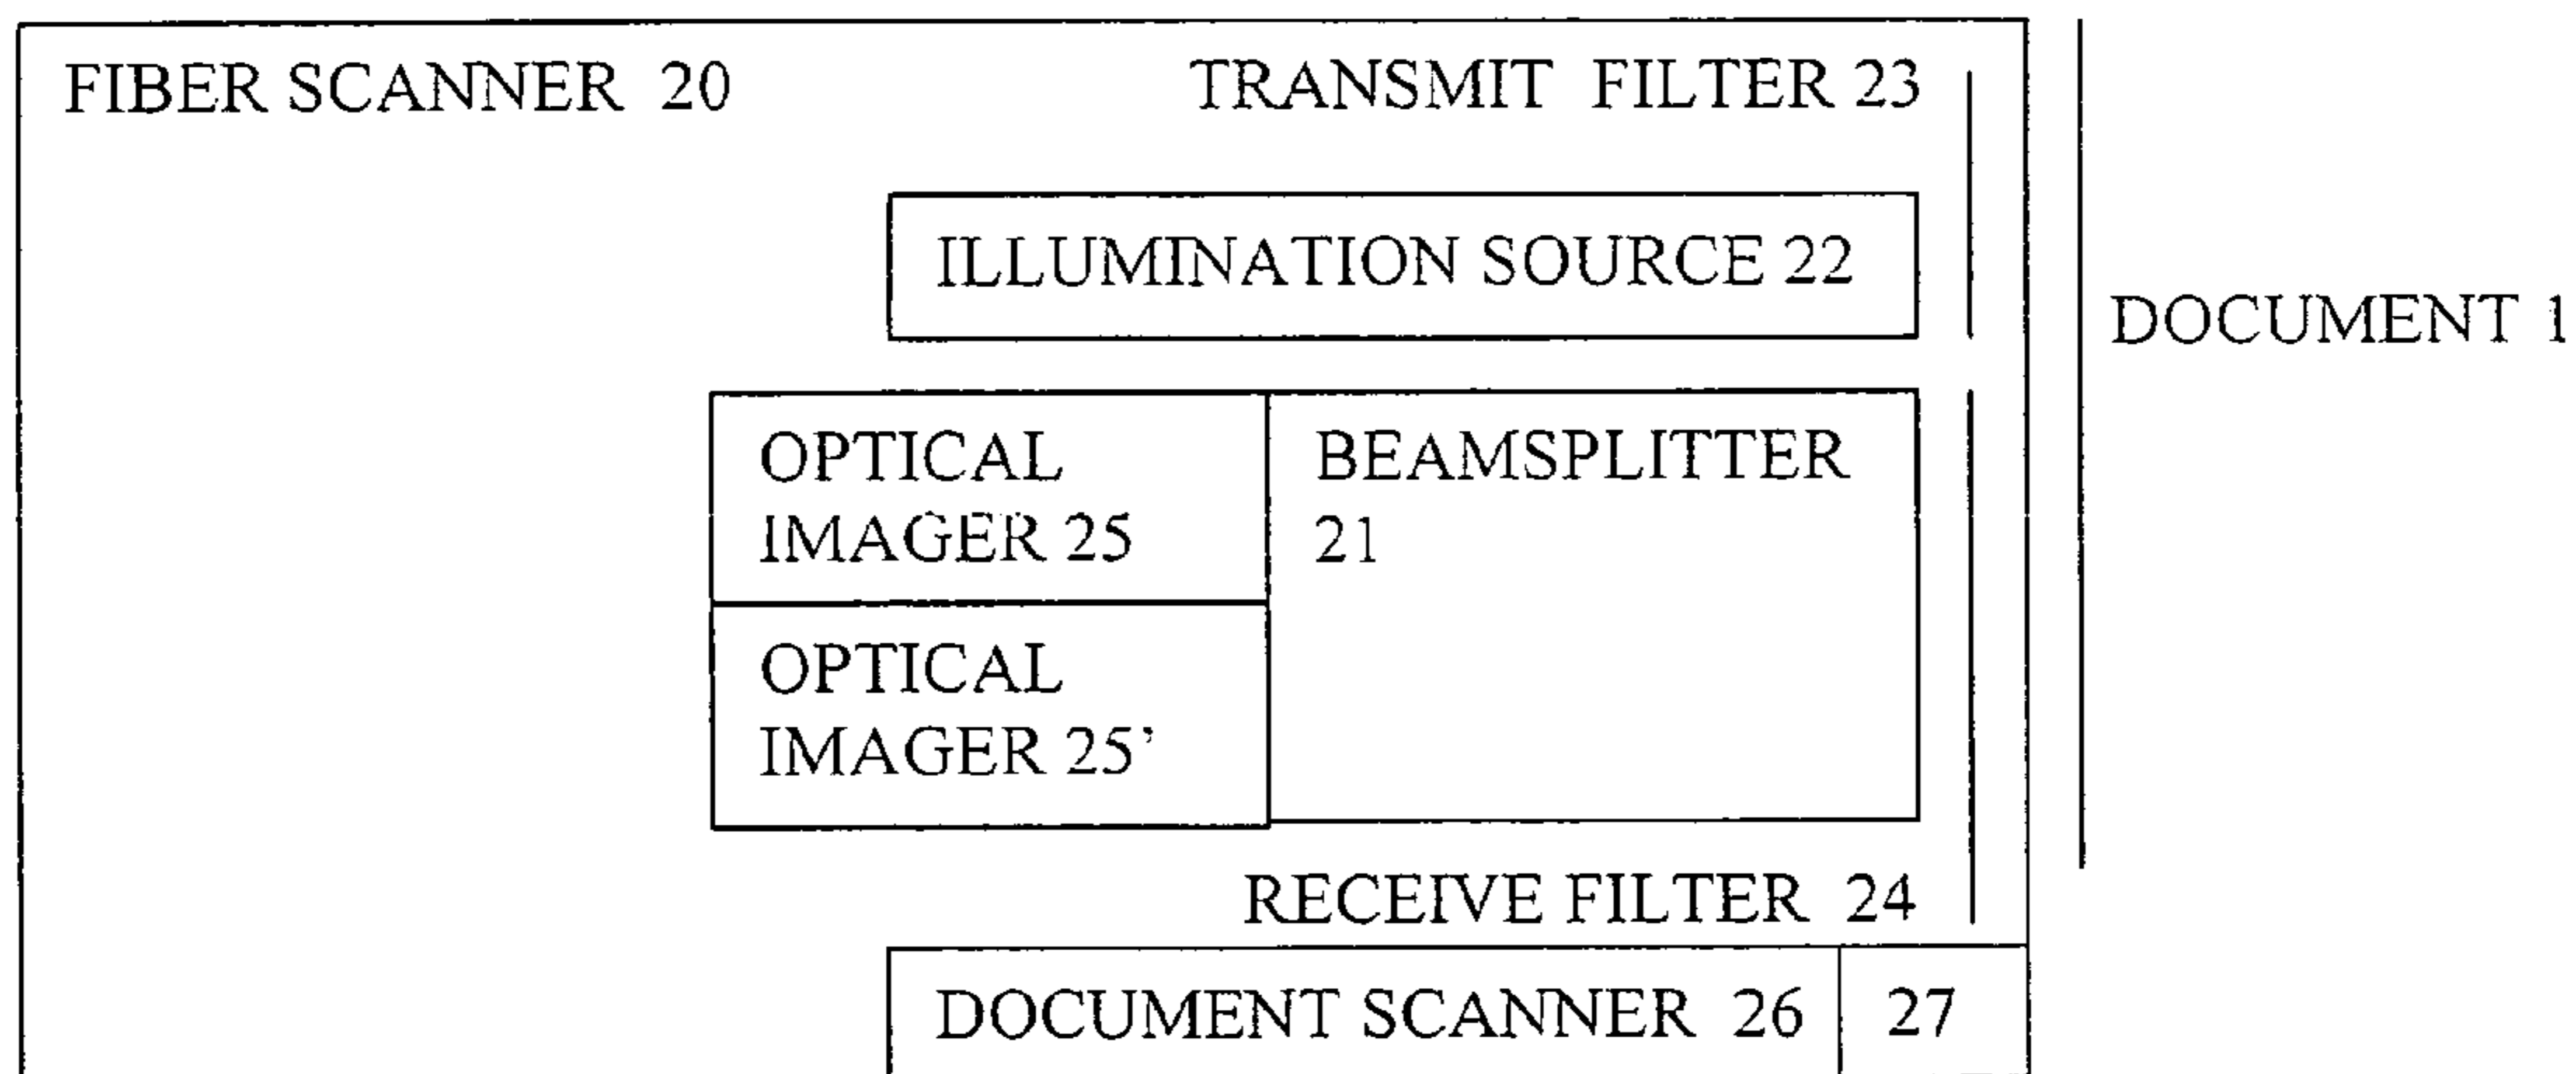 FIBER SCANNER 20
TRANSMIT FILTER 23
ILLUMINATION SOURCE 22
DOCUMENT 1
OPTICAL
IMAGER 25
BEAMSPLITTER
21
OPTICAL
IMAGER 25'
RECEIVE FILTER 24
DOCUMENT SCANNER 26
27